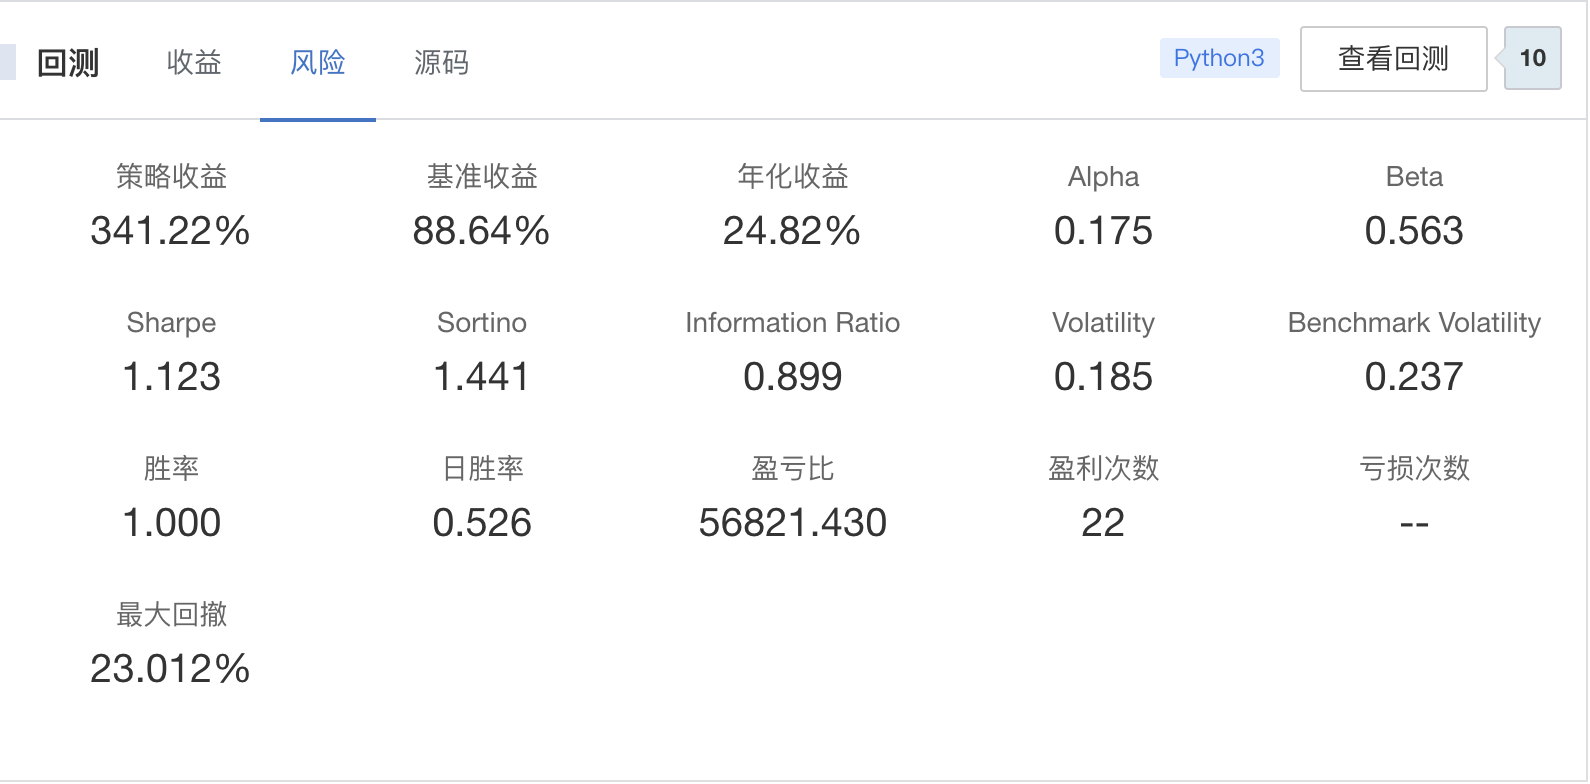 回测 收益 风险 源码 Python3 查看回测 10
策略收益 基准收益 年化收益 Alpha Beta
341.22% 88.64% 24.82% 0.175 0.563
Sharpe Sortino Information Ratio Volatility Benchmark Volatility
1.123 1.441 0.899 0.185 0.237
胜率 日胜率 盈亏比 盈利次数 亏损次数
1.000 0.526 56821.430 22 --
最大回撤
23.012%